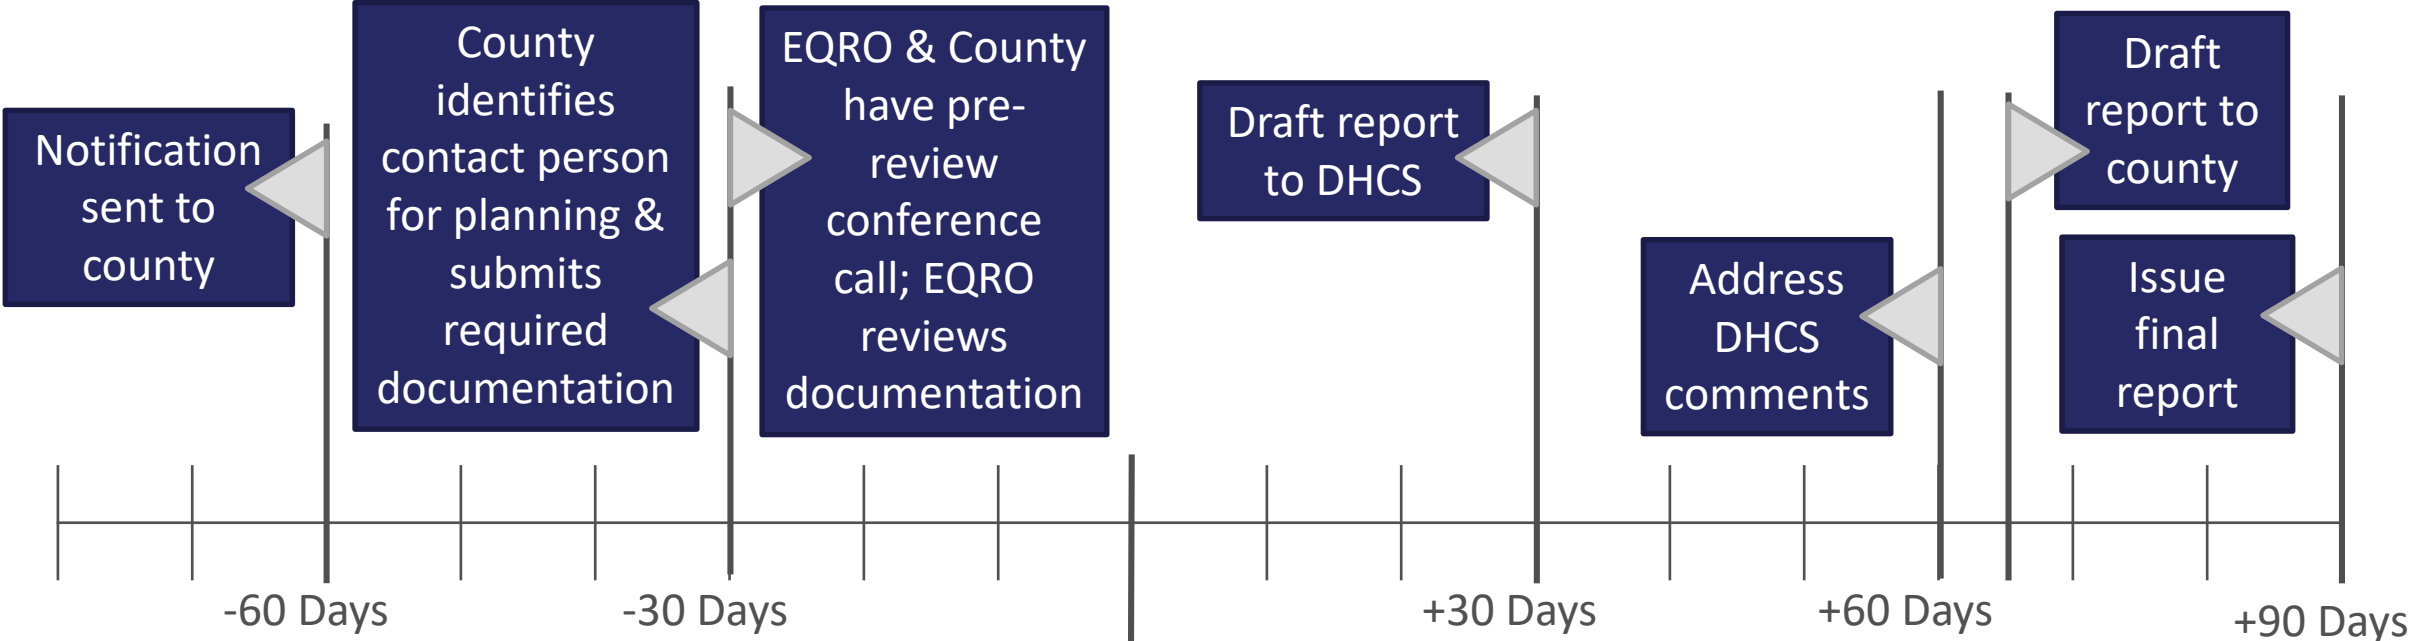 Notification
sent to
county
County
identifies
contact person
for planning &
submits
required
documentation
EQRO & County
have pre-
review
conference
call; EQRO
reviews
documentation
Draft report
to DHCS
Address
DHCS
comments
Draft
report to
county
Issue
final
report
-60 Days
-30 Days
+30 Days
+60 Days
+90 Days